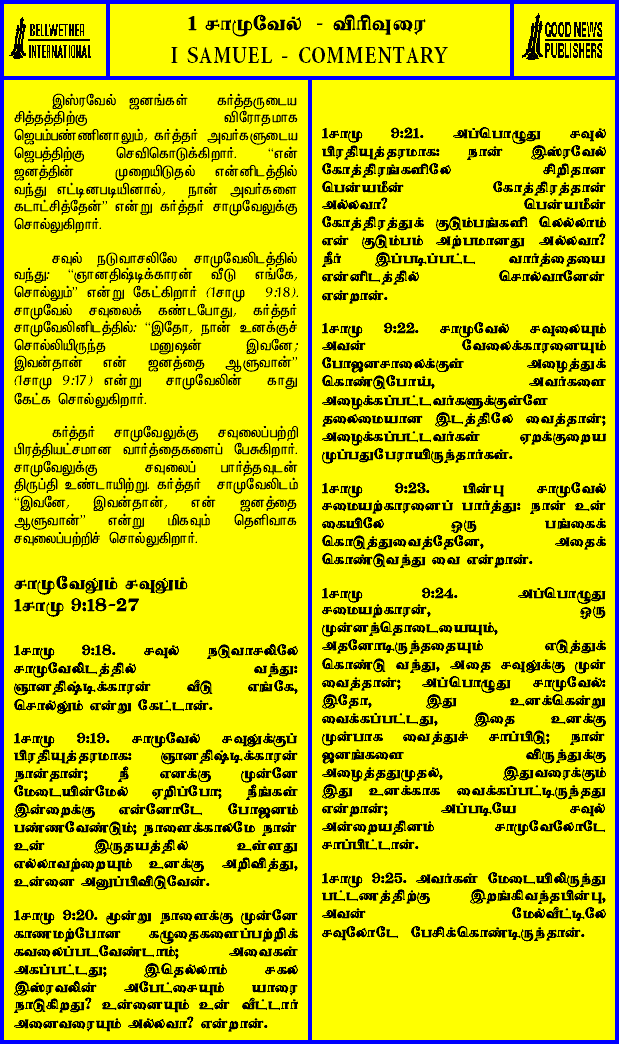 BELLWETHER
INTERNATIONAL
1 சாமுவேல் - விரிவுரை
I SAMUEL - COMMENTARY
GOOD NEWS
PUBLISHERS
இஸ்ரவேல் ஜனங்கள் கர்த்தருடைய
சித்தத்திற்கு விரோதமாக
ஜெபம்பண்ணினாலும், கர்த்தர் அவர்களுடைய
ஜெபத்திற்கு செவிகொடுக்கிறார். “என்
ஜனத்தின் முறையிடுதல் என்னிடத்தில்
வந்து எட்டினபடியினால், நான் அவர்களை
கடாட்சித்தேன்” என்று கர்த்தர் சாமுவேலுக்கு
சொல்லுகிறார்.
சவுல் நடுவாசலிலே சாமுவேலிடத்தில்
வந்து: “ஞானதிஷ்டிக்காரன் வீடு எங்கே,
சொல்லும்” என்று கேட்கிறார் (1சாமு 9:18).
சாமுவேல் சவுலைக் கண்டபோது, கர்த்தர்
சாமுவேலினிடத்தில்: “இதோ, நான் உனக்குச்
சொல்லியிருந்த மனுஷன் இவனே;
இவன்தான் என் ஜனத்தை ஆளுவான்”
(1சாமு 9:17) என்று சாமுவேலின் காது
கேட்க சொல்லுகிறார்.
கர்த்தர் சாமுவேலுக்கு சவுலைப்பற்றி
பிரத்தியட்சமான வார்த்தைகளைப் பேசுகிறார்.
சாமுவேலுக்கு சவுலைப் பார்த்தவுடன்
திருப்தி உண்டாயிற்று. கர்த்தர் சாமுவேலிடம்
“இவனே, இவன்தான், என் ஜனத்தை
ஆளுவான்” என்று மிகவும் தெளிவாக
சவுலைப்பற்றிச் சொல்லுகிறார்.
சாமுவேலும் சவுலும்
1சாமு 9:18-27
1சாமு 9:18. சவுல் நடுவாசலிலே
சாமுவேலிடத்தில் வந்து:
ஞானதிஷ்டிக்காரன் வீடு எங்கே,
சொல்லும் என்று கேட்டான்.
1சாமு 9:19. சாமுவேல் சவுலுக்குப்
பிரதியுத்தரமாக: ஞானதிஷ்டிக்காரன்
நான்தான்; நீ எனக்கு முன்னே
மேடையின்மேல் ஏறிப்போ; நீங்கள்
இன்றைக்கு என்னோடே போஜனம்
பண்ணவேண்டும்; நாளைக்காலமே நான்
உன் இருதயத்தில் உள்ளது
எல்லாவற்றையும் உனக்கு அறிவித்து,
உன்னை அனுப்பிவிடுவேன்.
1சாமு 9:20. மூன்று நாளைக்கு முன்னே
காணமற்போன கழுதைகளைப்பற்றிக்
கவலைப்படவேண்டாம்; அவைகள்
அகப்பட்டது; இதெல்லாம் சகல
இஸ்ரவலின் அபேட்சையும் யாரை
நாடுகிறது? உன்னையும் உன் வீட்டார்
அனைவரையும் அல்லவா? என்றான்.
1சாமு 9:21. அப்பொழுது சவுல்
பிரதியுத்தரமாக: நான் இஸ்ரவேல்
கோத்திரங்களிலே சிறிதான
பென்யமீன் கோத்திரத்தான்
அல்லவா? பென்யமீன்
கோத்திரத்துக் குடும்பங்களி லெல்லாம்
என் குடும்பம் அற்பமானது அல்லவா?
நீர் இப்படிப்பட்ட வார்த்தையை
என்னிடத்தில் சொல்வானேன்
என்றான்.
1சாமு 9:22. சாமுவேல் சவுலையும்
அவன் வேலைக்காரனையும்
போஜனசாலைக்குள் அழைத்துக்
கொண்டுபோய், அவர்களை
அழைக்கப்பட்டவர்களுக்குள்ளே
தலைமையான இடத்திலே வைத்தான்;
அழைக்கப்பட்டவர்கள் ஏறக்குறைய
முப்பதுபேராயிருந்தார்கள்.
1சாமு 9:23. பின்பு சாமுவேல்
சமையற்காரனைப் பார்த்து: நான் உன்
கையிலே ஒரு பங்கைக்
கொடுத்துவைத்தேனே, அதைக்
கொண்டுவந்து வை என்றான்.
1சாமு 9:24. அப்பொழுது
சமையற்காரன், ஒரு
முன்னந்தொடையையும்,
அதனோடிருந்ததையும் எடுத்துக்
கொண்டு வந்து, அதை சவுலுக்கு முன்
வைத்தான்; அப்பொழுது சாமுவேல்:
இதோ, இது உனக்கென்று
வைக்கப்பட்டது, இதை உனக்கு
முன்பாக வைத்துச் சாப்பிடு; நான்
ஜனங்களை விருந்துக்கு
அழைத்ததுமுதல், இதுவரைக்கும்
இது உனக்காக வைக்கப்பட்டிருந்தது
என்றான்; அப்படியே சவுல்
அன்றையதினம் சாமுவேலோடே
சாப்பிட்டான்.
1சாமு 9:25. அவர்கள் மேடையிலிருந்து
பட்டணத்திற்கு இறங்கிவந்தபின்பு,
அவன் மேல்வீட்டிலே
சவுலோடே பேசிக்கொண்டிருந்தான்.